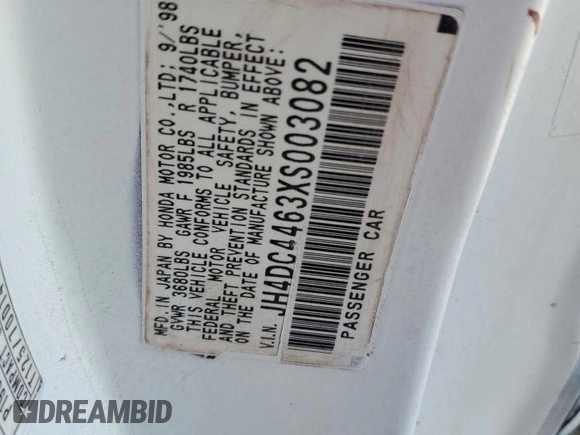 MFD. IN JAPAN BY HONDA MOTOR CO.,LTD; 9/'98
GVWR 3680LBS GAWR F 1985LBS R 1740LBS
THIS VEHICLE CONFORMS TO ALL APPLICABLE
FEDERAL MOTOR VEHICLE SAFETY, BUMPER,
AND THEFT PREVENTION STANDARDS IN EFFECT
ON THE DATE OF MANUFACTURE SHOWN ABOVE:
V.I.N. JH4DC4463XS003082
PASSENGER CAR
DREAMBID